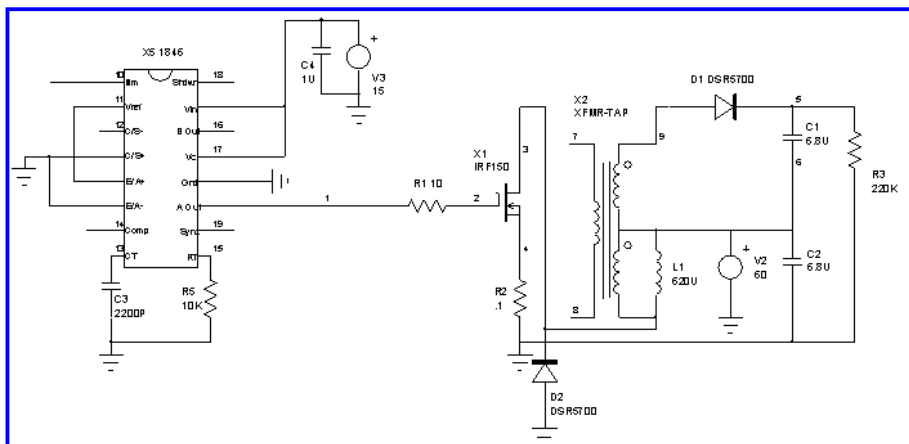 X5 1846
10 Ilim Shtdwn 18
11 Vref Vin
12 C/S- B Out 16
C/S+ Vc 17
E/A+ Gnd
E/A- A Out
14 Comp Sync 19
13 CT RT 15
C3
2200P
R5
10K
C4
1U
V3
15
1
R1 10
2
X1
IRF150
3
4
R2
.1
D2
DSR5700
X2
XFMR-TAP
7
8
9
D1 DSR5700
5
C1
6.8U
6
R3
220K
L1
620U
V2
60
C2
6.8U